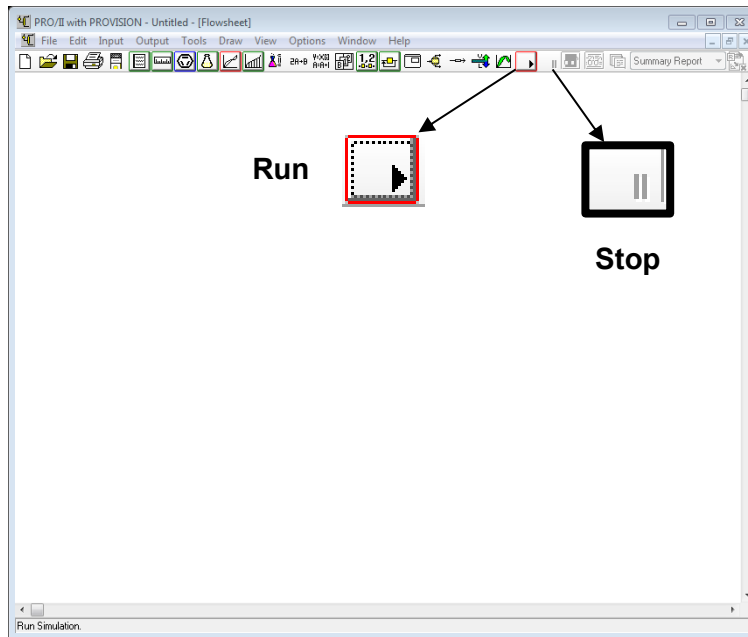 PRO/II with PROVISION - Untitled - [Flowsheet]
File Edit Input Output Tools Draw View Options Window Help
Summary Report
Run
Stop
Run Simulation.